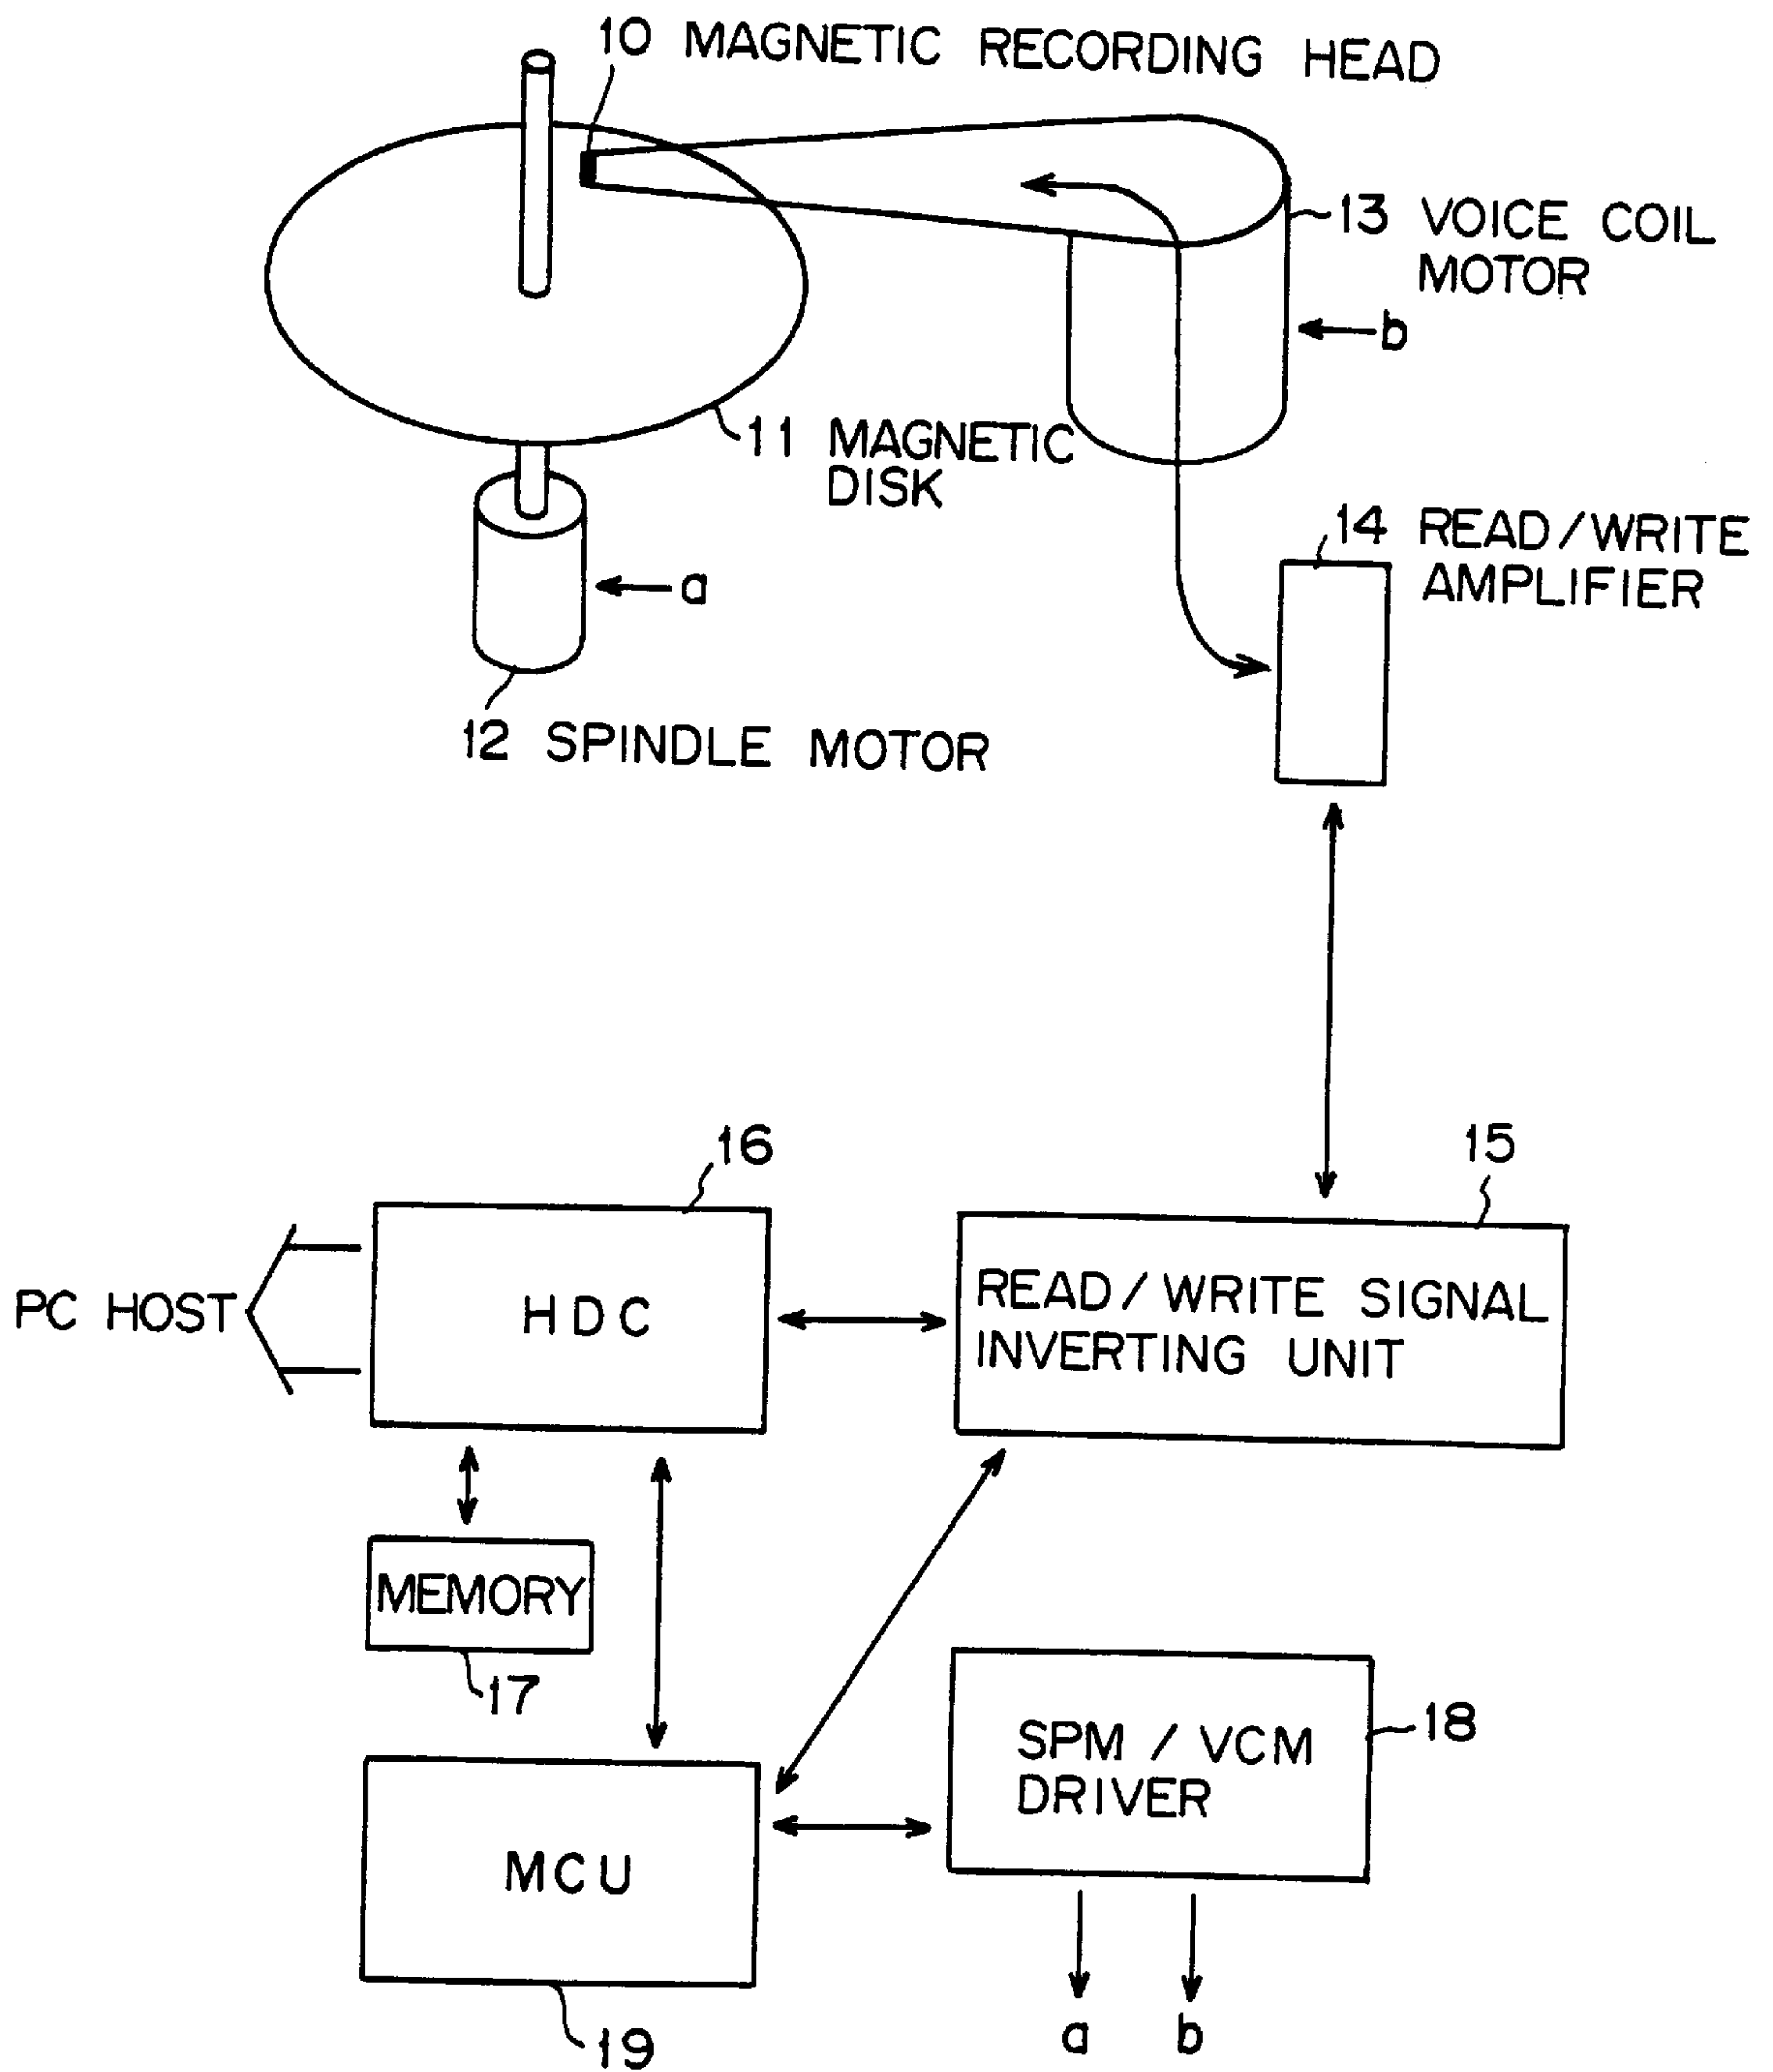 10 MAGNETIC RECORDING HEAD
13 VOICE COIL
MOTOR
b
11 MAGNETIC
DISK
14 READ/WRITE
AMPLIFIER
a
12 SPINDLE MOTOR
16
15
PC HOST
HDC
READ/WRITE SIGNAL
INVERTING UNIT
MEMORY
17
SPM/VCM
DRIVER
18
MCU
19
a
b